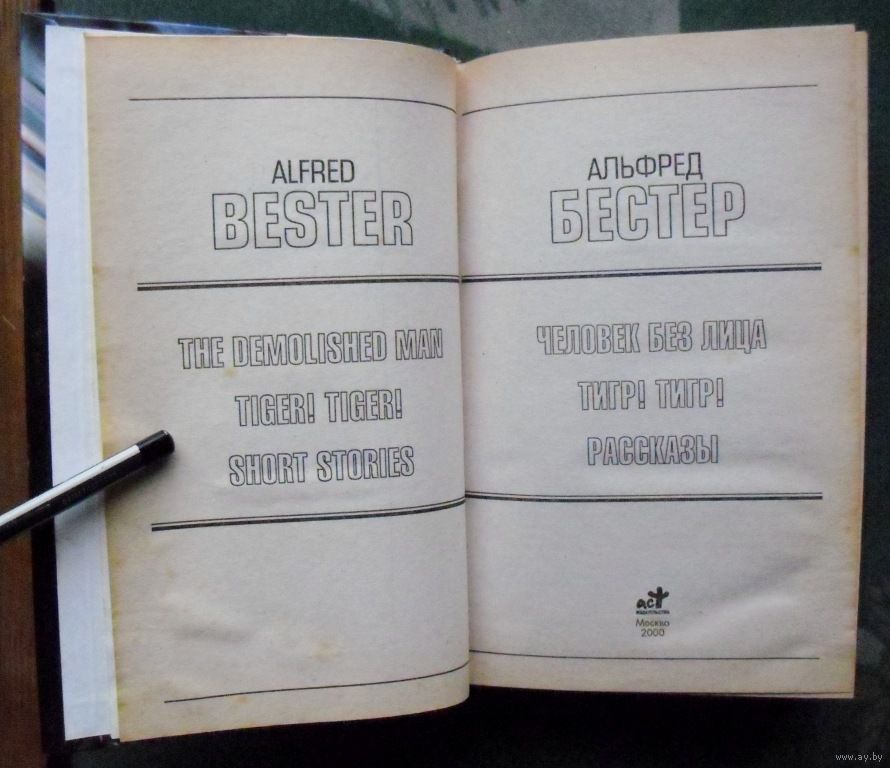 ALFRED
BESTER
THE DEMOLISHED MAN
TIGER! TIGER!
SHORT STORIES
АЛЬФРЕД
БЕСТЕР
ЧЕЛОВЕК БЕЗ ЛИЦА
ТИГР! ТИГР!
РАССКАЗЫ
аст
ИЗДАТЕЛЬСТВО
Москва
2000
www.ay.by